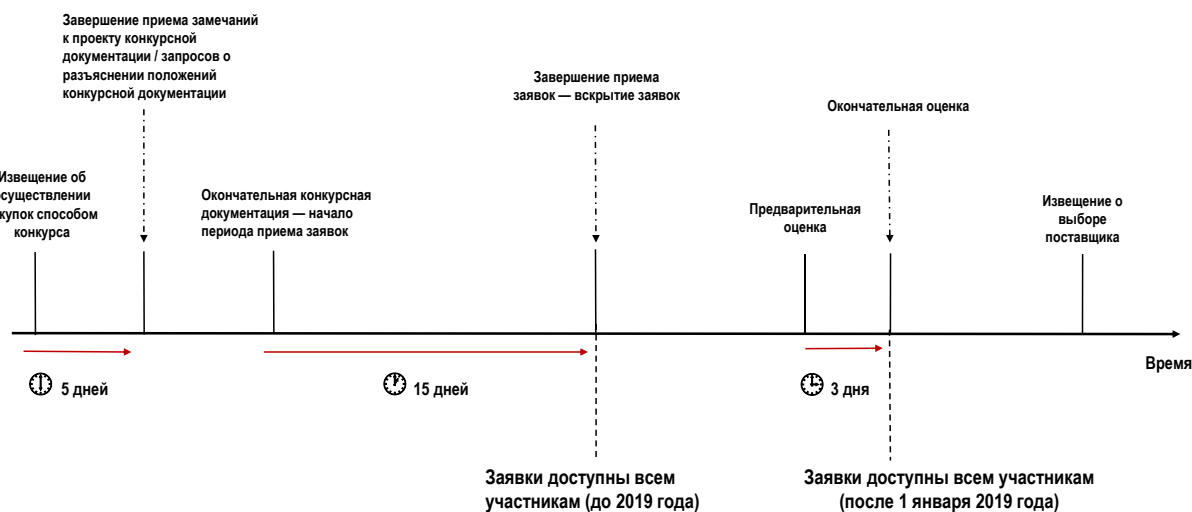 Завершение приема замечаний
к проекту конкурсной
документации / запросов о
разъяснении положений
конкурсной документации
Завершение приема
заявок — вскрытие заявок
Окончательная оценка
Извещение об
осуществлении
закупок способом
конкурса
Окончательная конкурсная
документация — начало
периода приема заявок
Предварительная
оценка
Извещение о
выборе
поставщика
Время
5 дней
15 дней
3 дня
Заявки доступны всем
участникам (до 2019 года)
Заявки доступны всем участникам
(после 1 января 2019 года)